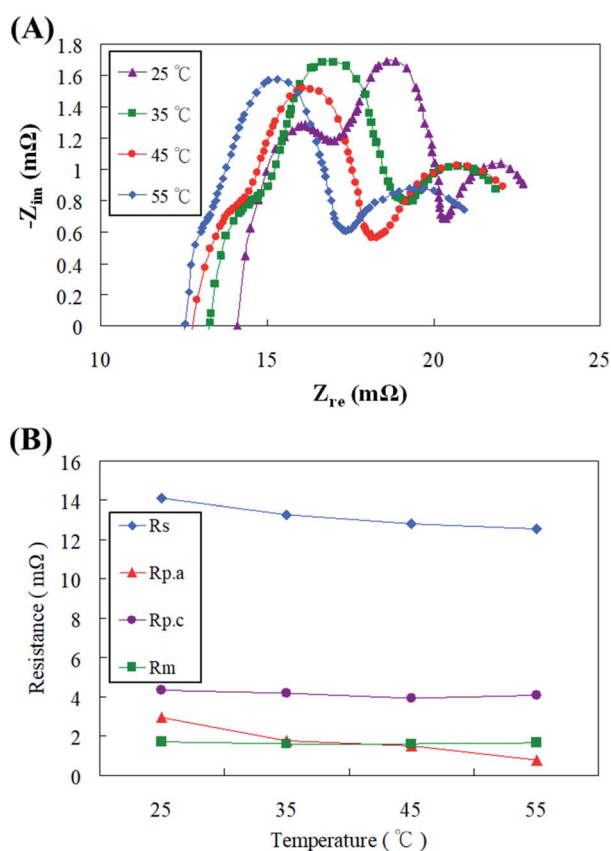 (A)
1.8
1.6
1.4
1.2
1
0.8
0.6
0.4
0.2
0
-Zim (mΩ)
25 ℃
35 ℃
45 ℃
55 ℃
10 15 20 25
Zre (mΩ)
(B)
16
14
12
10
8
6
4
2
0
Resistance ( mΩ )
Rs
Rp.a
Rp.c
Rm
25 35 45 55
Temperature ( ℃ )